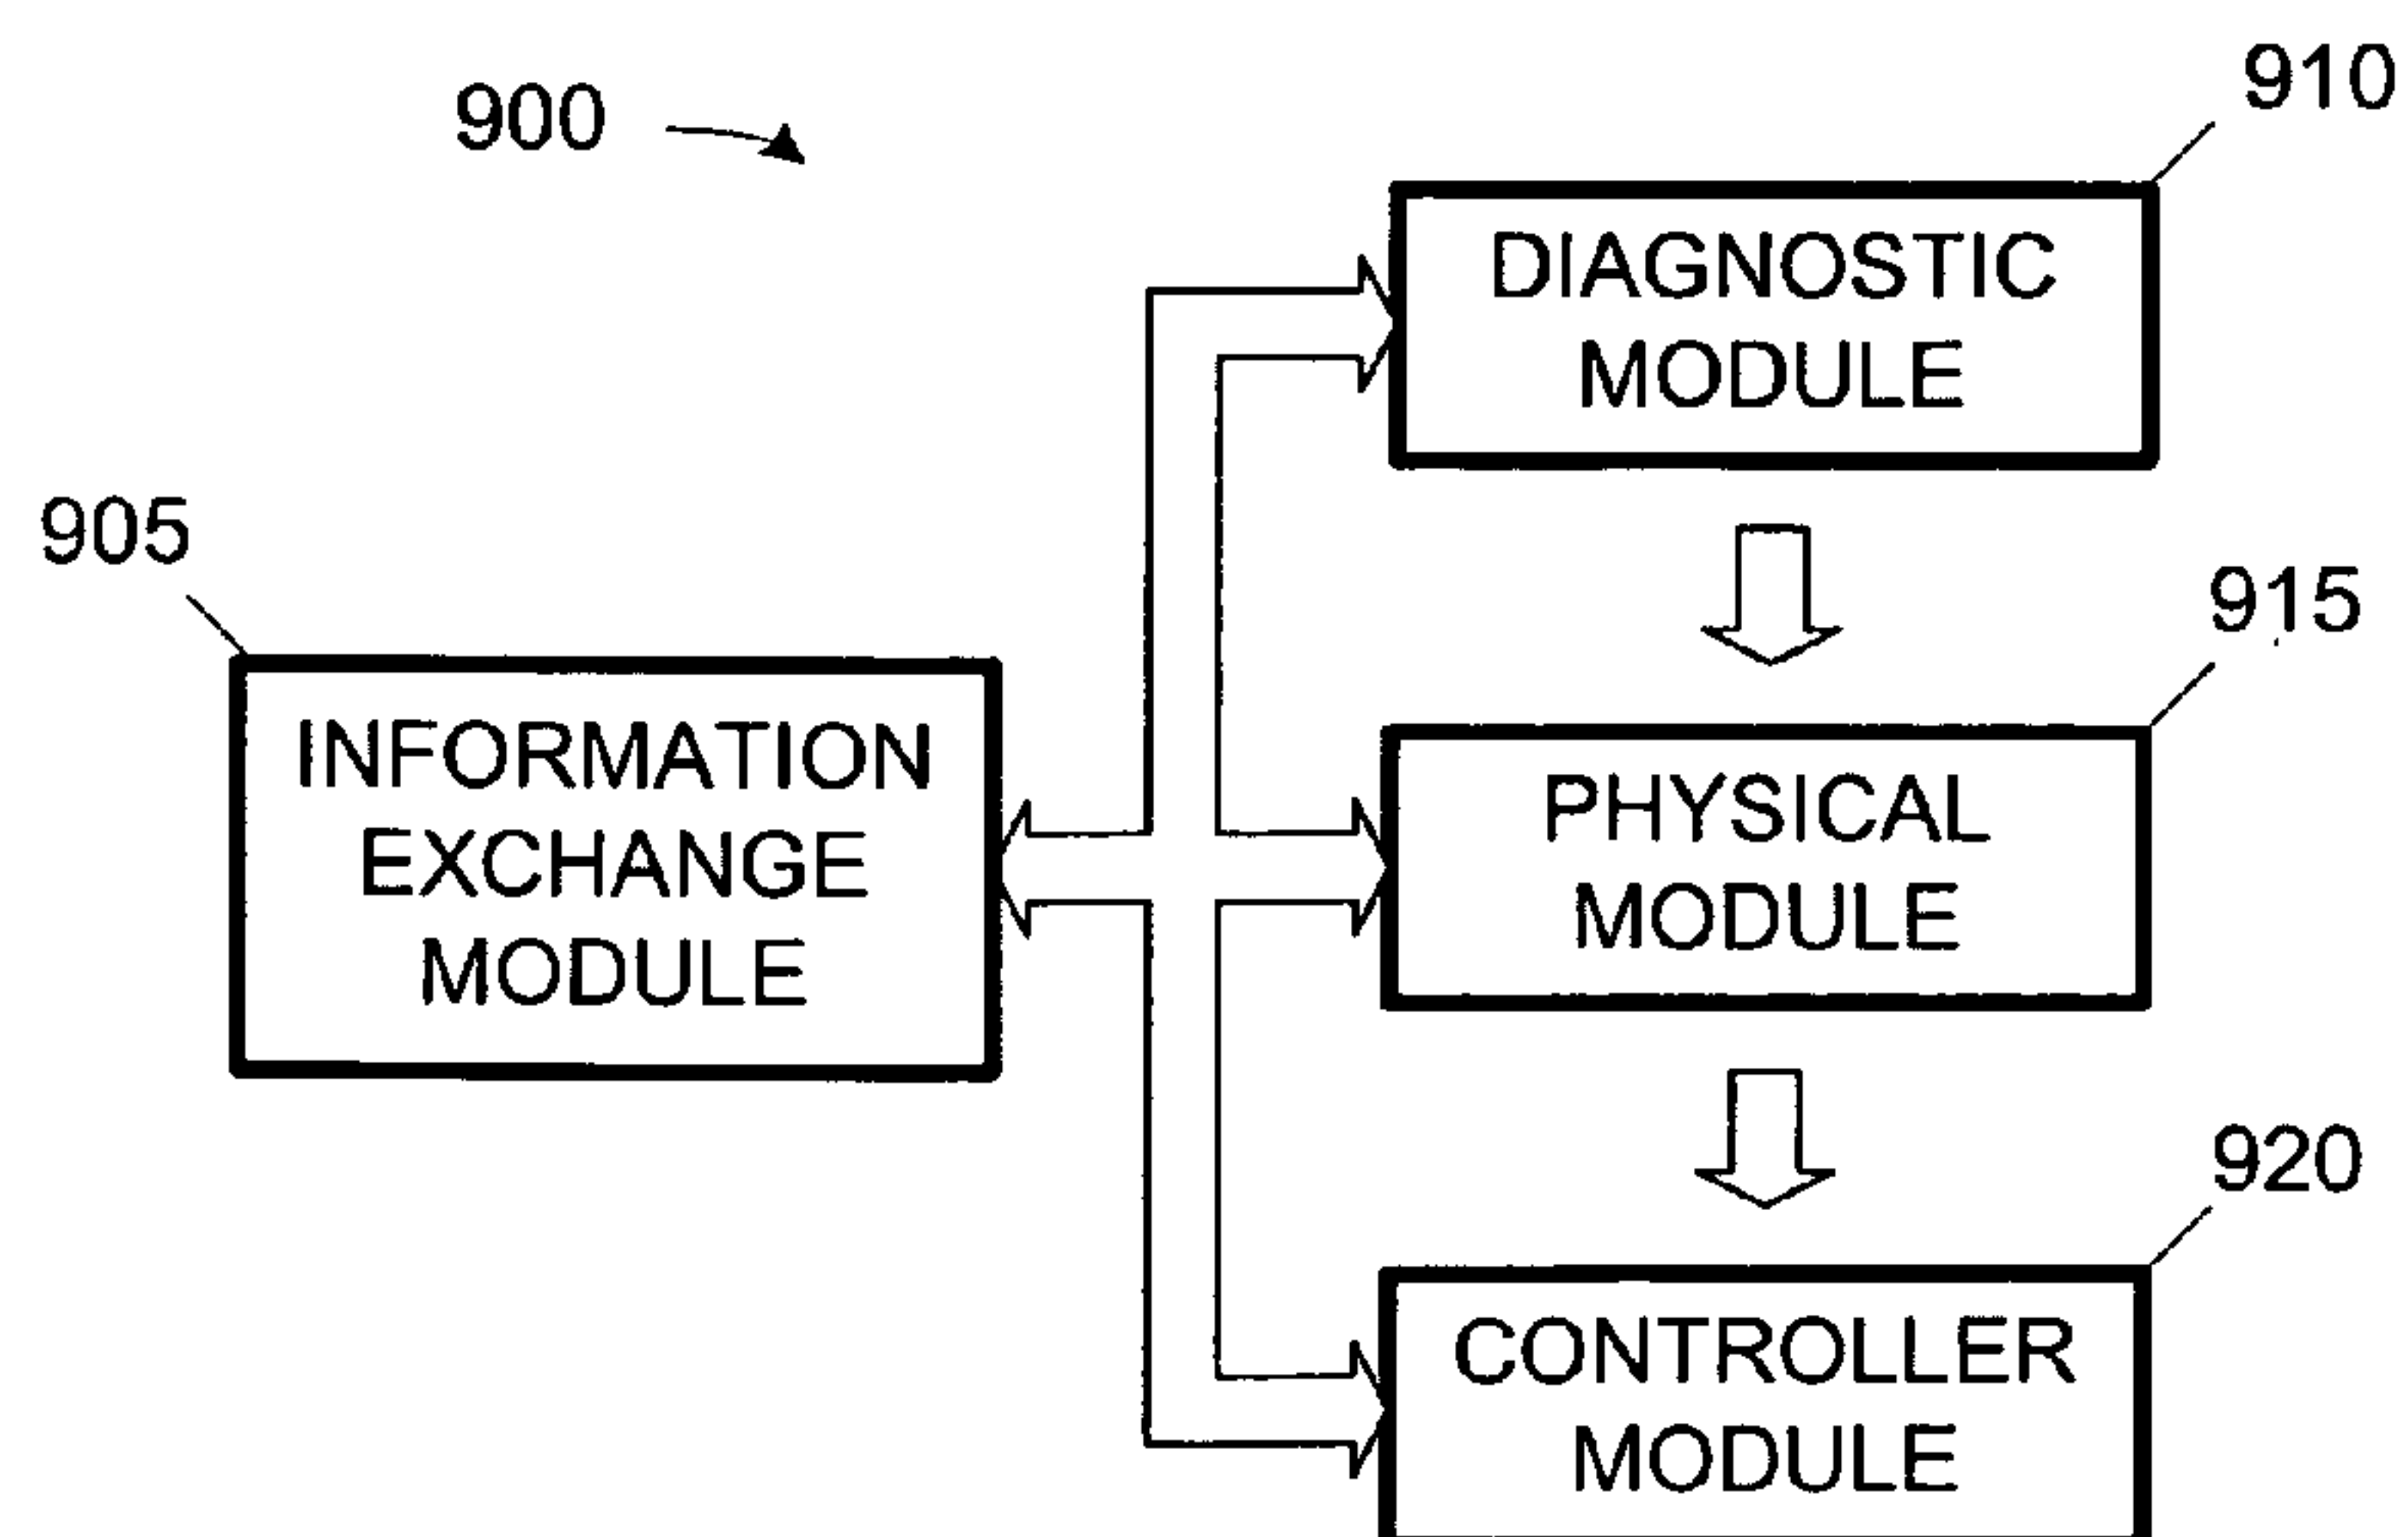 900
910
DIAGNOSTIC
MODULE
905
915
INFORMATION
EXCHANGE
MODULE
PHYSICAL
MODULE
920
CONTROLLER
MODULE